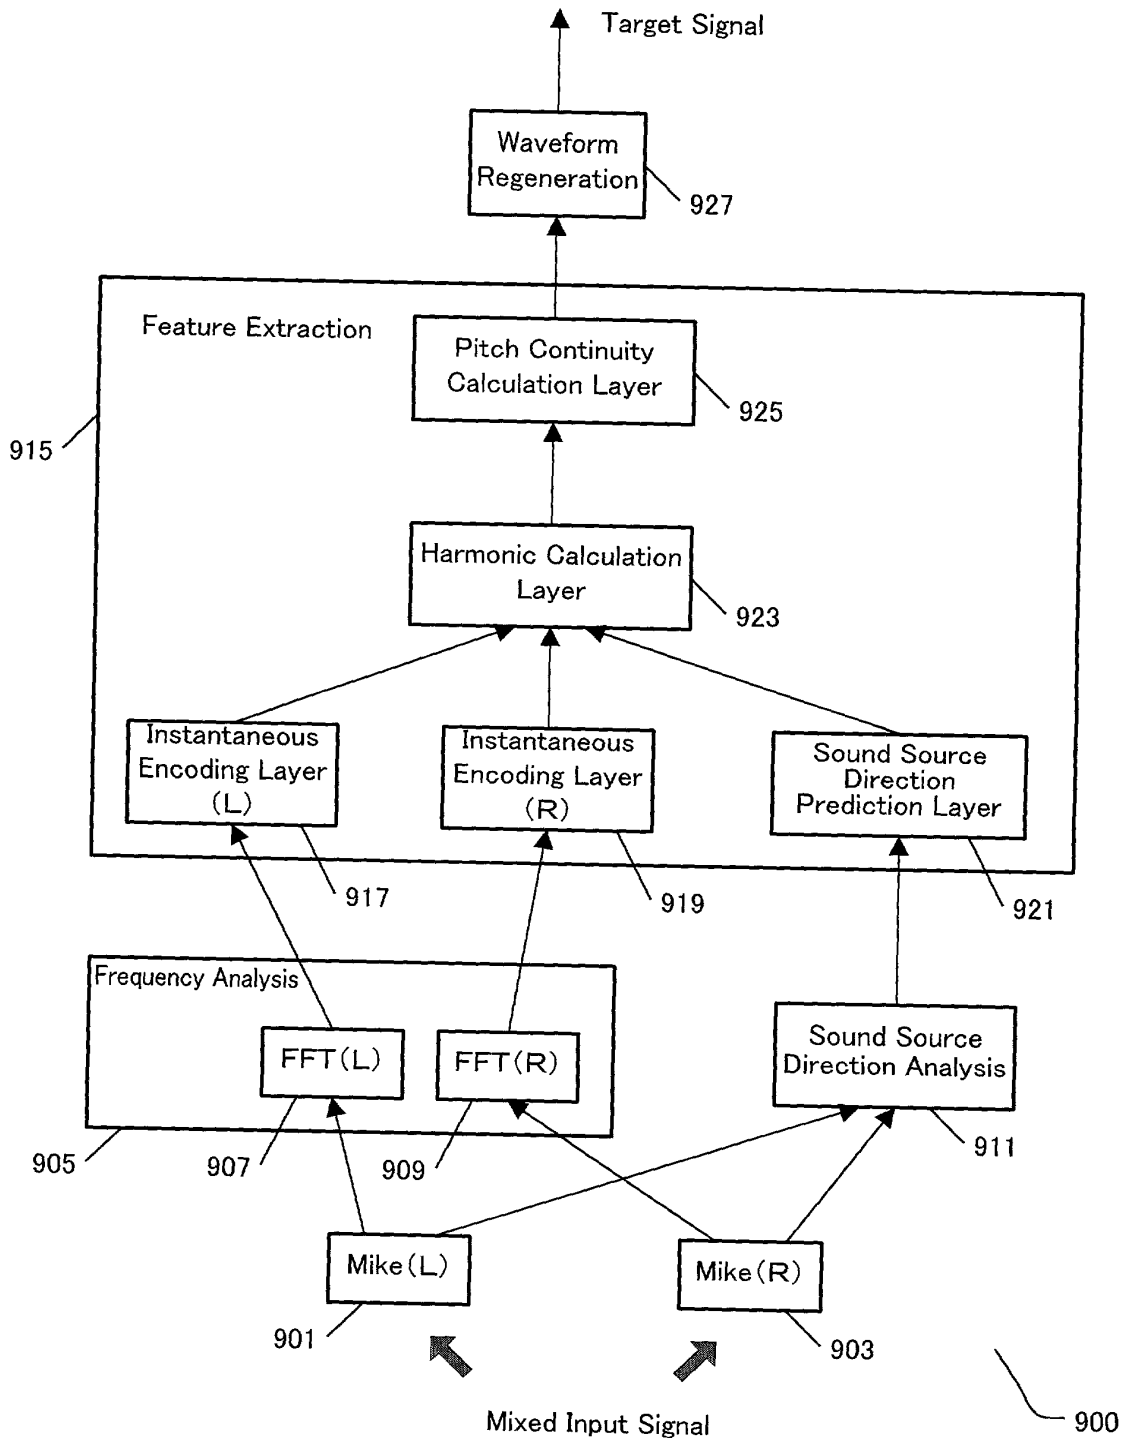 Target Signal
Waveform
Regeneration
927
Feature Extraction
Pitch Continuity
Calculation Layer
925
915
Harmonic Calculation
Layer
923
Instantaneous
Encoding Layer
(L)
Instantaneous
Encoding Layer
(R)
Sound Source
Direction
Prediction Layer
917
919
921
Frequency Analysis
FFT(L)
FFT(R)
Sound Source
Direction Analysis
905
907
909
911
Mike(L)
Mike(R)
901
903
Mixed Input Signal
900